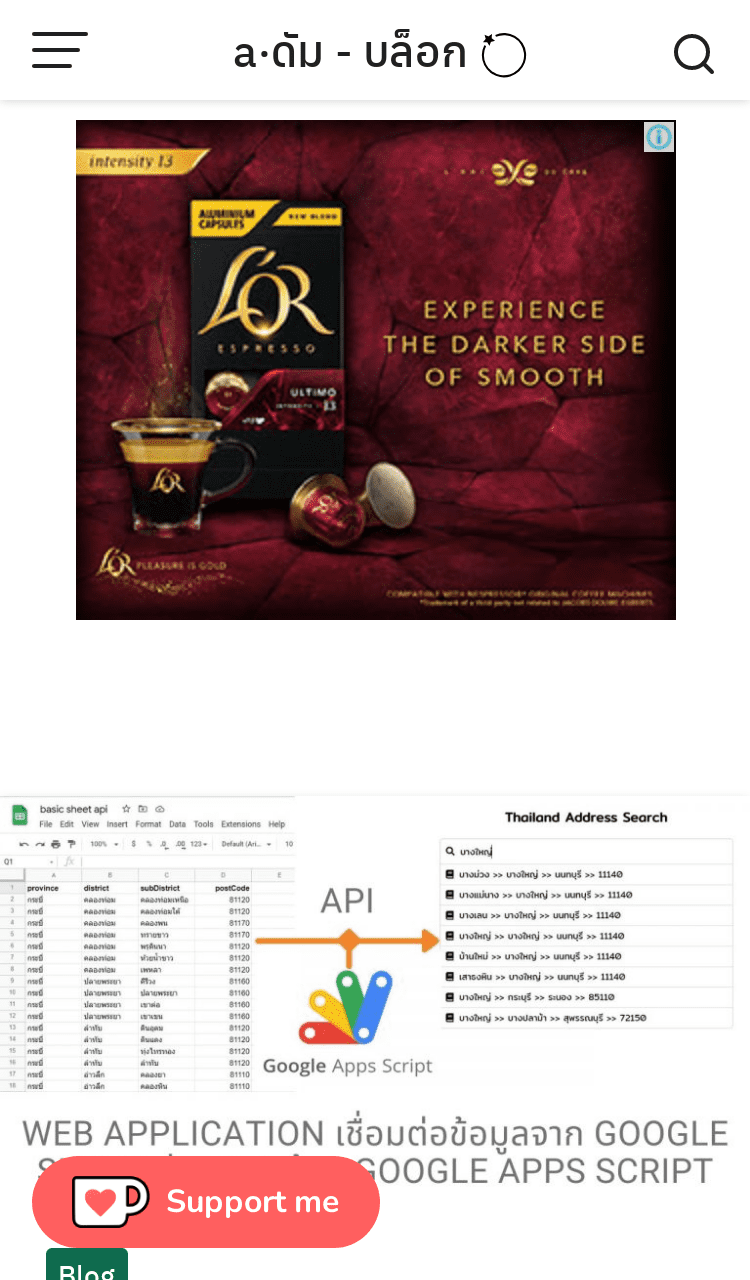 a·ดัม - บล็อก
intensity 13
ALUMINIUM
CAPSULES
NEW BLEND
L'OR
ESPRESSO
ULTIMO
INTENSITY 13
EXPERIENCE
THE DARKER SIDE
OF SMOOTH
L'OR
L'OR PLEASURE IS GOLD
COMPATIBLE WITH NESPRESSO®* ORIGINAL COFFEE MACHINES
*Trademark of a third party not related to JACOBS DOUWE EGBERTS.
basic sheet api
File Edit View Insert Format Data Tools Extensions Help
100% $ % .0 .00 123 Default (Ari... 10
Q1 fx
A B C D E
1 province district subDistrict postCode
2 กระบี่ คลองท่อม คลองท่อมเหนือ 81120
3 กระบี่ คลองท่อม คลองท่อมใต้ 81120
4 กระบี่ คลองท่อม คลองพน 81170
5 กระบี่ คลองท่อม ทรายขาว 81170
6 กระบี่ คลองท่อม พรุดินนา 81120
7 กระบี่ คลองท่อม ห้วยน้ำขาว 81120
8 กระบี่ คลองท่อม เพหลา 81120
9 กระบี่ ปลายพระยา คีรีวง 81160
10 กระบี่ ปลายพระยา ปลายพระยา 81160
11 กระบี่ ปลายพระยา เขาต่อ 81160
12 กระบี่ ปลายพระยา เขาเขน 81160
13 กระบี่ ลำทับ ดินอุดม 81120
14 กระบี่ ลำทับ ดินแดง 81120
15 กระบี่ ลำทับ ทุ่งไทรทอง 81120
16 กระบี่ ลำทับ ลำทับ 81120
17 กระบี่ อ่าวลึก คลองยา 81110
18 กระบี่ อ่าวลึก คลองหิน 81110
API
Google Apps Script
Thailand Address Search
บางใหญ่
บางม่วง >> บางใหญ่ >> นนทบุรี >> 11140
บางแม่นาง >> บางใหญ่ >> นนทบุรี >> 11140
บางเลน >> บางใหญ่ >> นนทบุรี >> 11140
บางใหญ่ >> บางใหญ่ >> นนทบุรี >> 11140
บ้านใหม่ >> บางใหญ่ >> นนทบุรี >> 11140
เสาธงหิน >> บางใหญ่ >> นนทบุรี >> 11140
บางใหญ่ >> กระบุรี >> ระนอง >> 85110
บางใหญ่ >> บางปลาม้า >> สุพรรณบุรี >> 72150
WEB APPLICATION เชื่อมต่อข้อมูลจาก GOOGLE
GOOGLE APPS SCRIPT
Support me
Blog